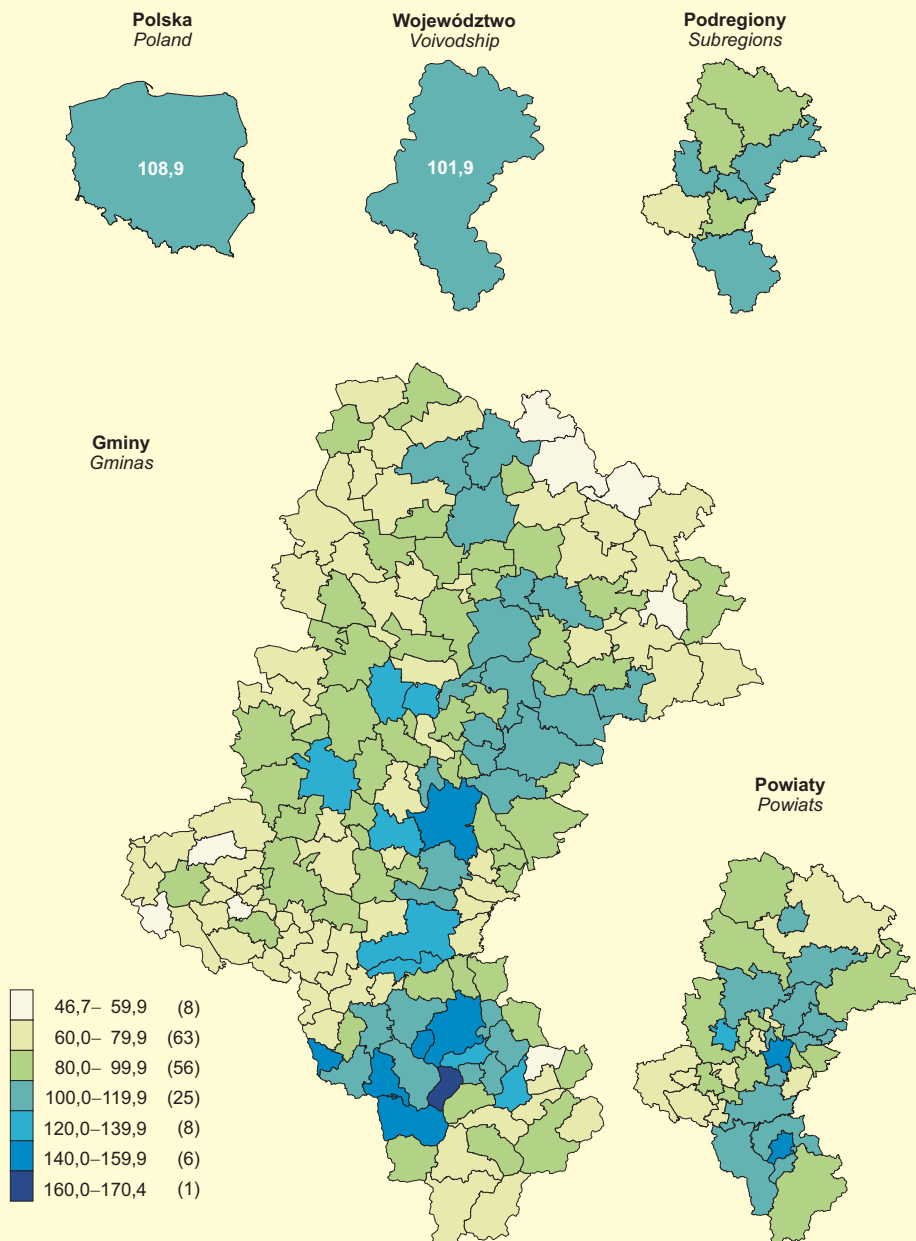 Polska
Poland
Województwo
Voivodship
Podregiony
Subregions
108,9
101,9
Gminy
Gminas
Powiaty
Powiats
46,7– 59,9 (8)
60,0– 79,9 (63)
80,0– 99,9 (56)
100,0–119,9 (25)
120,0–139,9 (8)
140,0–159,9 (6)
160,0–170,4 (1)